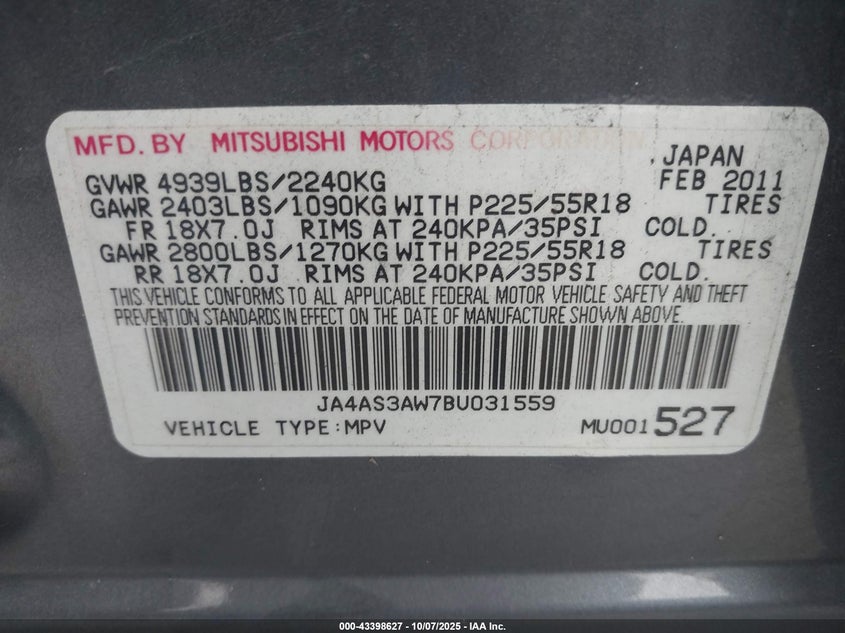 MFD. BY MITSUBISHI MOTORS CORPORATION
, JAPAN
GVWR 4939LBS/2240KG FEB 2011
GAWR 2403LBS/1090KG WITH P225/55R18 TIRES
FR 18X7.0J RIMS AT 240KPA/35PSI COLD.
GAWR 2800LBS/1270KG WITH P225/55R18 TIRES
RR 18X7.0J RIMS AT 240KPA/35PSI COLD.
THIS VEHICLE CONFORMS TO ALL APPLICABLE FEDERAL MOTOR VEHICLE SAFETY AND THEFT
PREVENTION STANDARDS IN EFFECT ON THE DATE OF MANUFACTURE SHOWN ABOVE.
JA4AS3AW7BU031559
VEHICLE TYPE:MPV MU001527
000-43398627 - 10/07/2025 - IAA Inc.